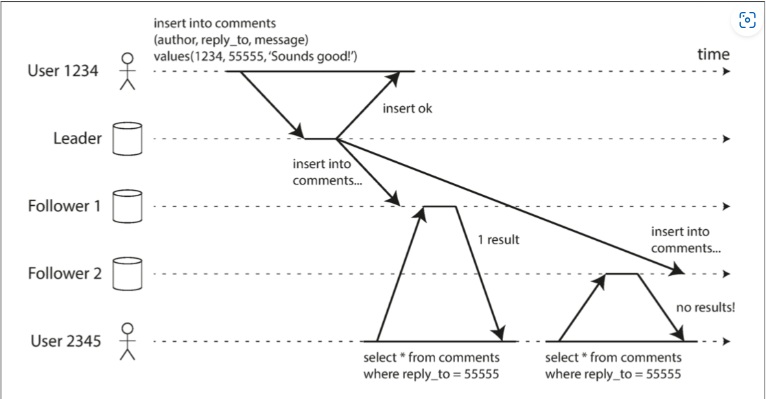 insert into comments
(author, reply_to, message)
values(1234, 55555, ‘Sounds good!’)
time
User 1234
insert ok
Leader
insert into
comments...
Follower 1
1 result
insert into
comments...
Follower 2
no results!
User 2345
select * from comments
where reply_to = 55555
select * from comments
where reply_to = 55555